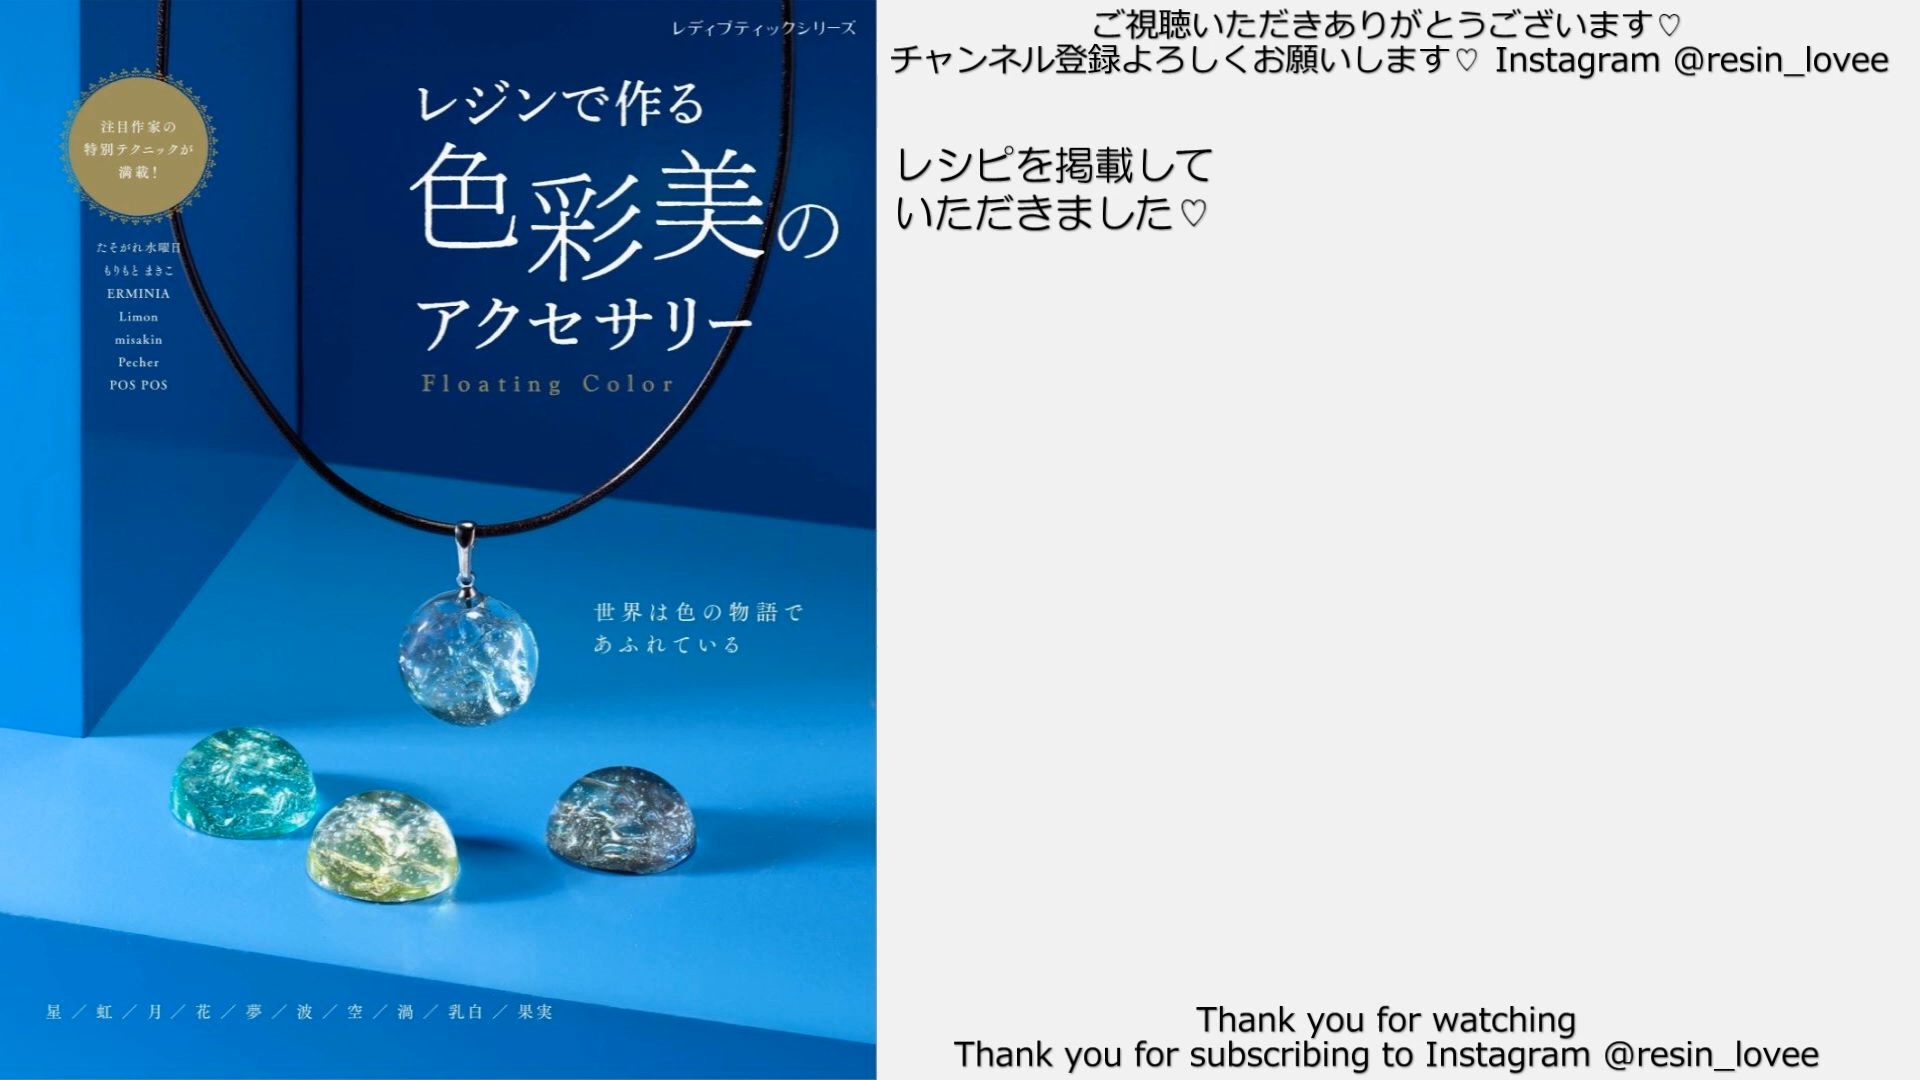 レディブティックシリーズ
レジンで作る
色彩美の
アクセサリー
Floating Color
注目作家の
特別テクニックが
満載!
たそがれ水曜日
もりもと まきこ
ERMINIA
Limon
misakin
Pecher
POS POS
世界は色の物語で
あふれている
星／虹／月／花／夢／波／空／渦／乳白／果実
ご視聴いただきありがとうございます♡
チャンネル登録よろしくお願いします♡ Instagram @resin_lovee
レシピを掲載して
いただきました♡
Thank you for watching
Thank you for subscribing to Instagram @resin_lovee